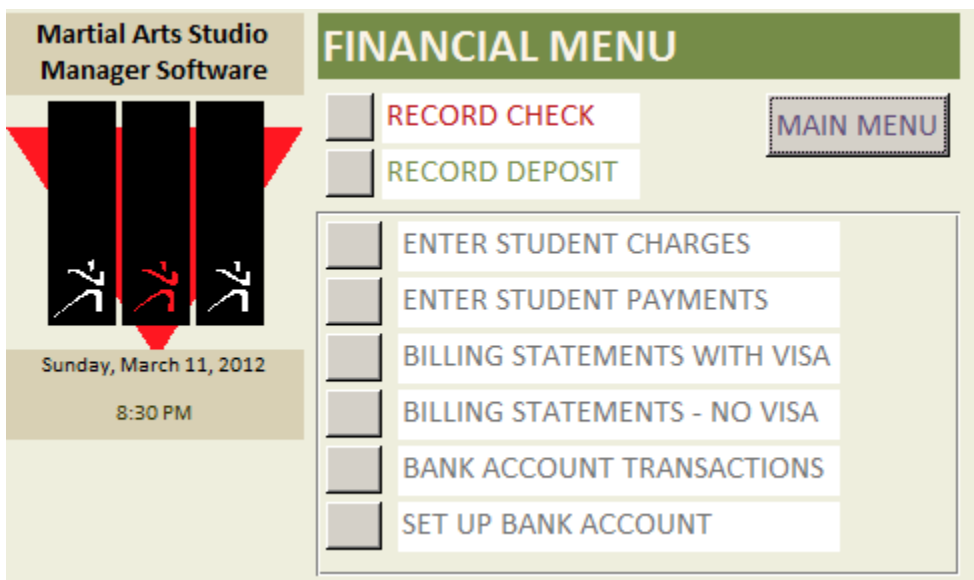 Martial Arts Studio
Manager Software
Sunday, March 11, 2012
8:30 PM
FINANCIAL MENU
RECORD CHECK
MAIN MENU
RECORD DEPOSIT
ENTER STUDENT CHARGES
ENTER STUDENT PAYMENTS
BILLING STATEMENTS WITH VISA
BILLING STATEMENTS - NO VISA
BANK ACCOUNT TRANSACTIONS
SET UP BANK ACCOUNT